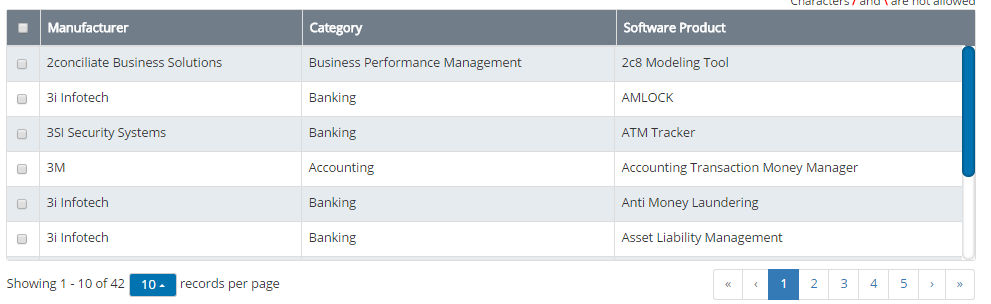 Characters / and \ are not allowed
Manufacturer Category Software Product
2conciliate Business Solutions Business Performance Management 2c8 Modeling Tool
3i Infotech Banking AMLOCK
3SI Security Systems Banking ATM Tracker
3M Accounting Accounting Transaction Money Manager
3i Infotech Banking Anti Money Laundering
3i Infotech Banking Asset Liability Management
Showing 1 - 10 of 42 10 records per page « ‹ 1 2 3 4 5 › »